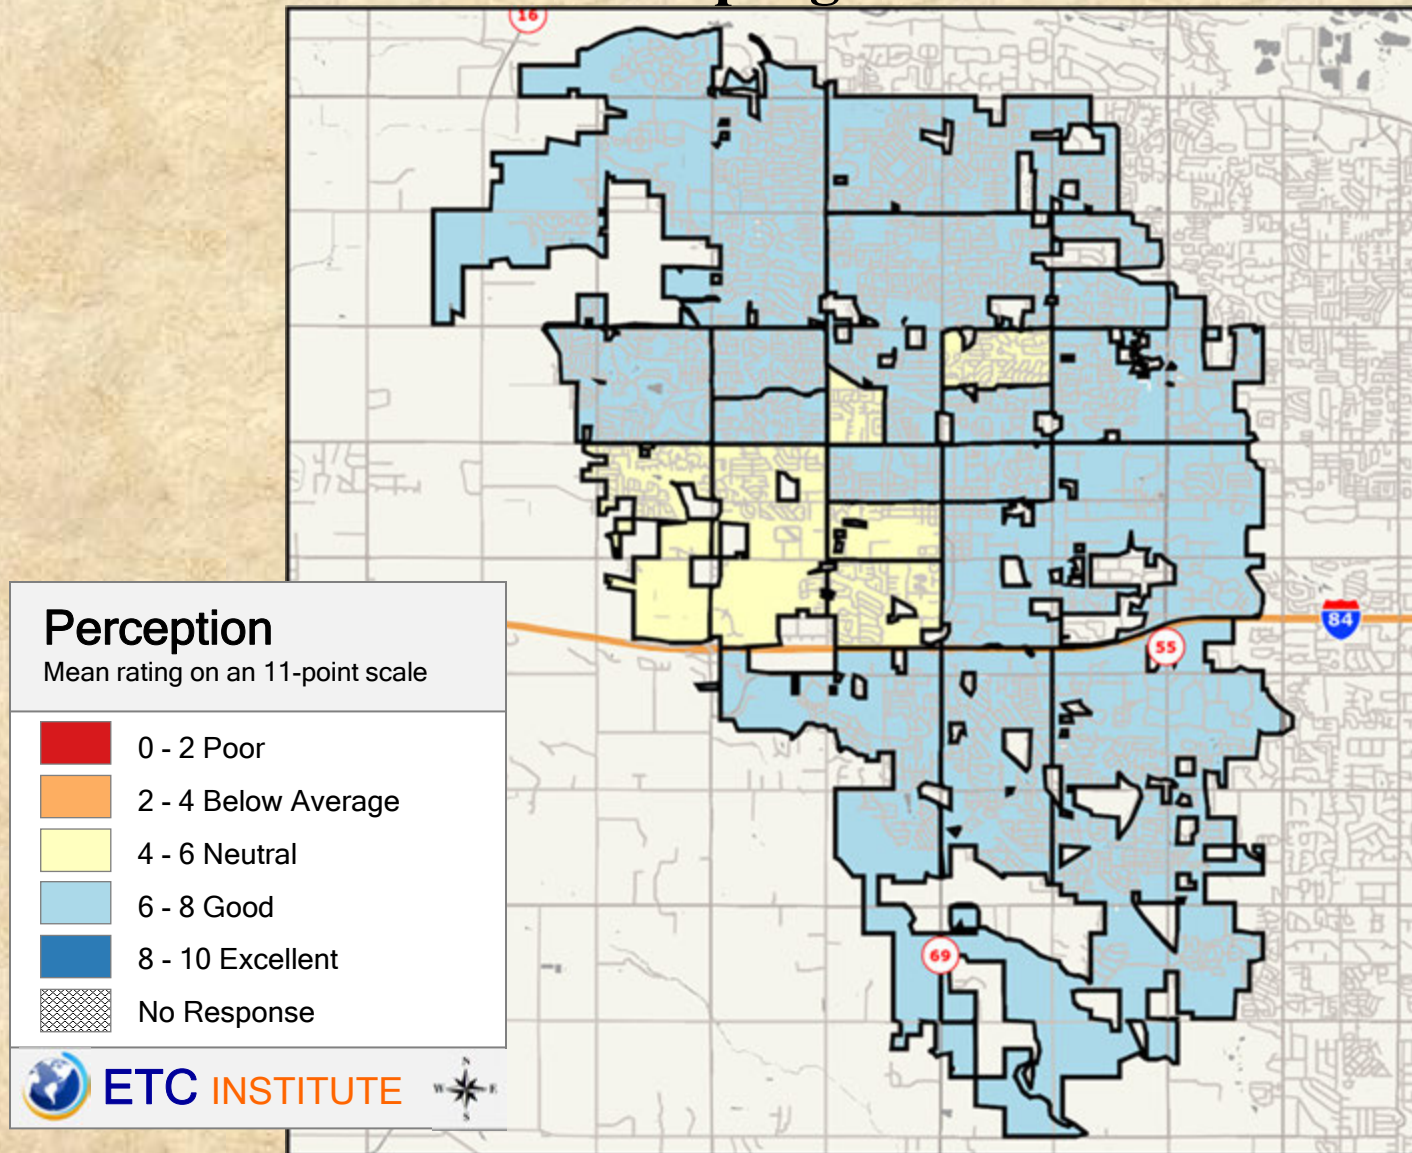 16
84
55
69
Perception
Mean rating on an 11-point scale
0 - 2 Poor
2 - 4 Below Average
4 - 6 Neutral
6 - 8 Good
8 - 10 Excellent
No Response
ETC INSTITUTE
N
W E
S